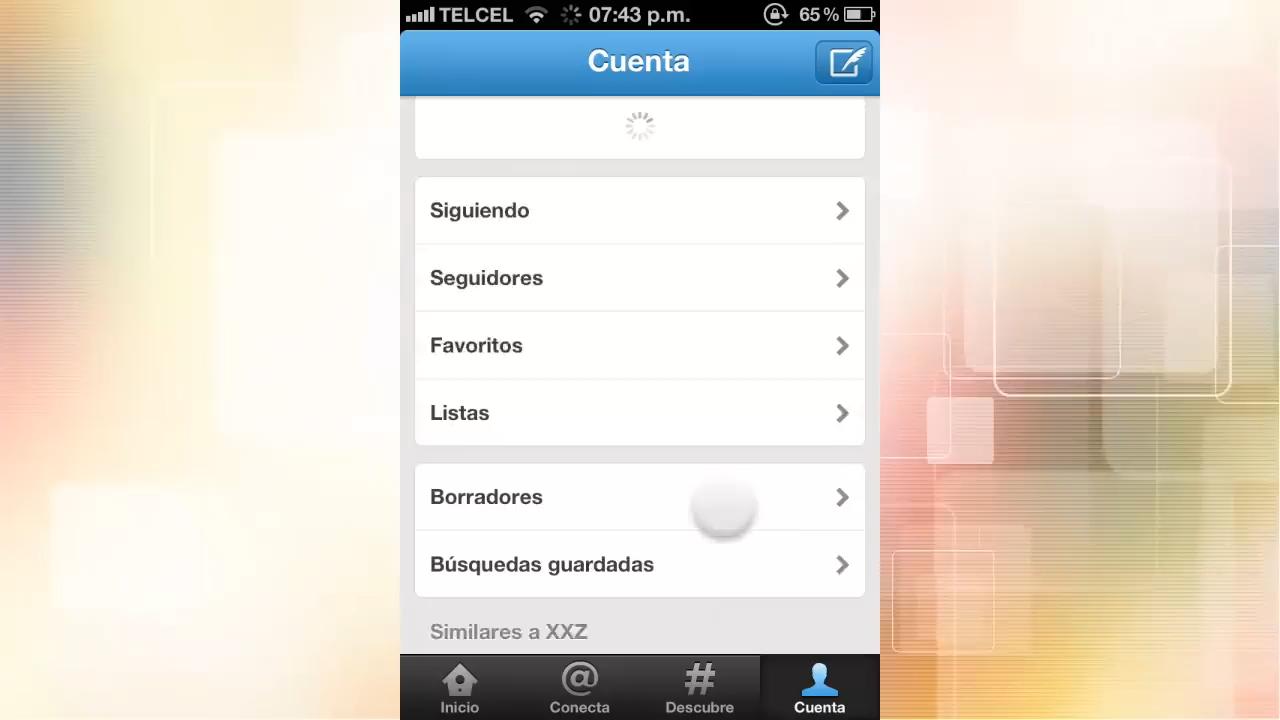 TELCEL 07:43 p.m. 65 %
Cuenta
Siguiendo
Seguidores
Favoritos
Listas
Borradores
Búsquedas guardadas
Similares a XXZ
Inicio @ Conecta # Descubre Cuenta